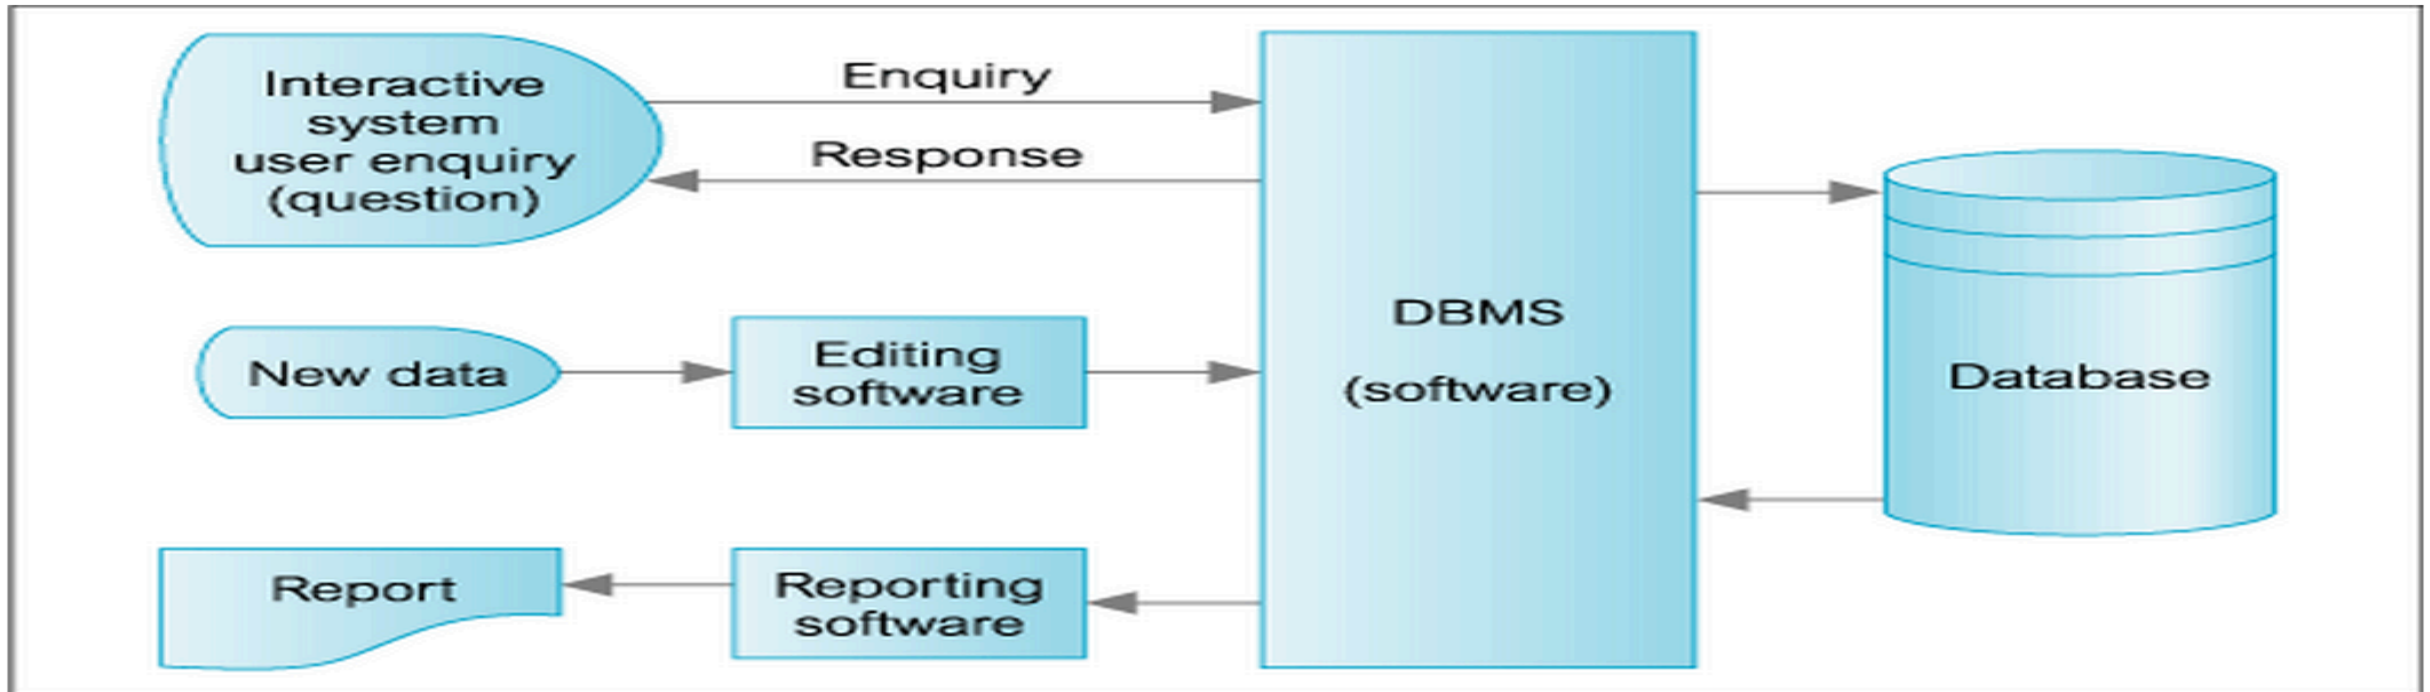 Interactive
system
user enquiry
(question)
Enquiry
Response
New data
Editing
software
Report
Reporting
software
DBMS
(software)
Database